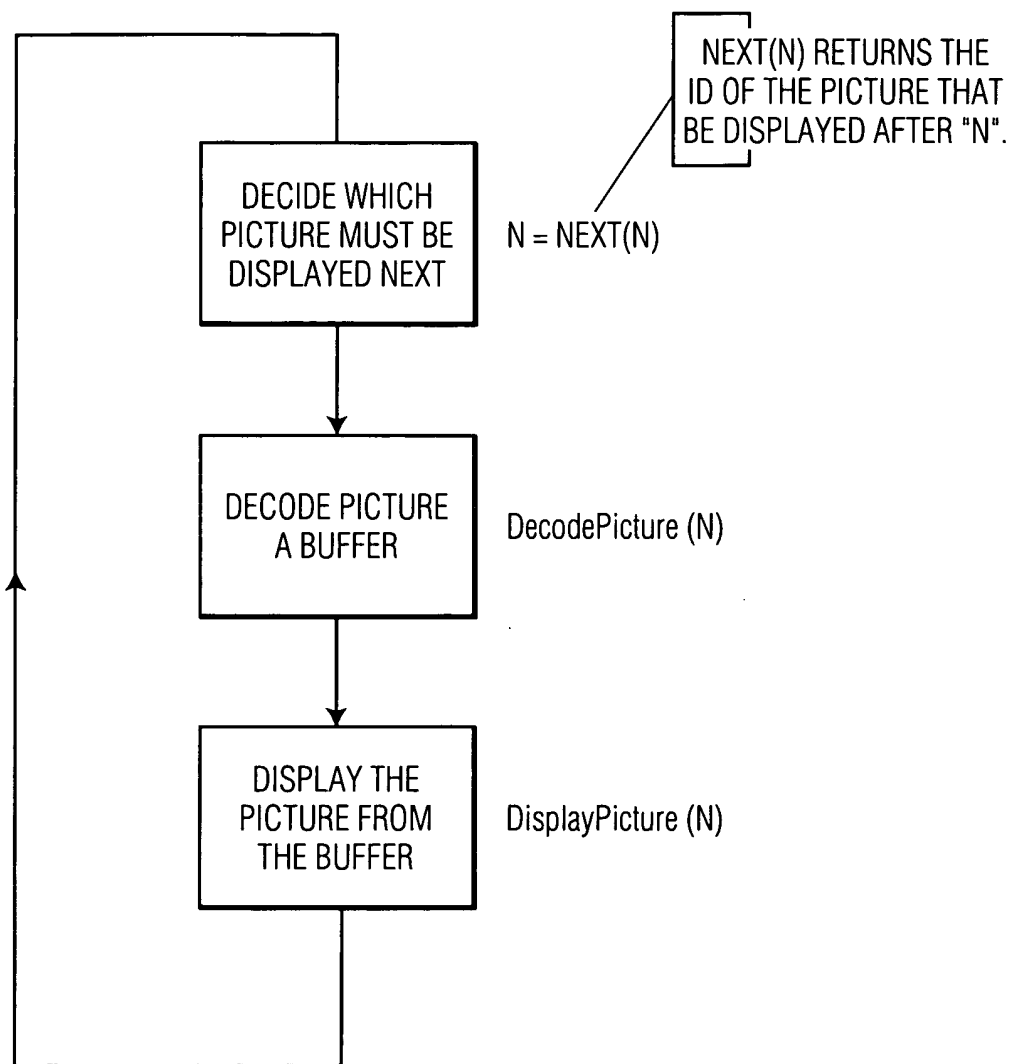 NEXT(N) RETURNS THE
ID OF THE PICTURE THAT
BE DISPLAYED AFTER "N".
DECIDE WHICH
PICTURE MUST BE
DISPLAYED NEXT
N = NEXT(N)
DECODE PICTURE
A BUFFER
DecodePicture (N)
DISPLAY THE
PICTURE FROM
THE BUFFER
DisplayPicture (N)